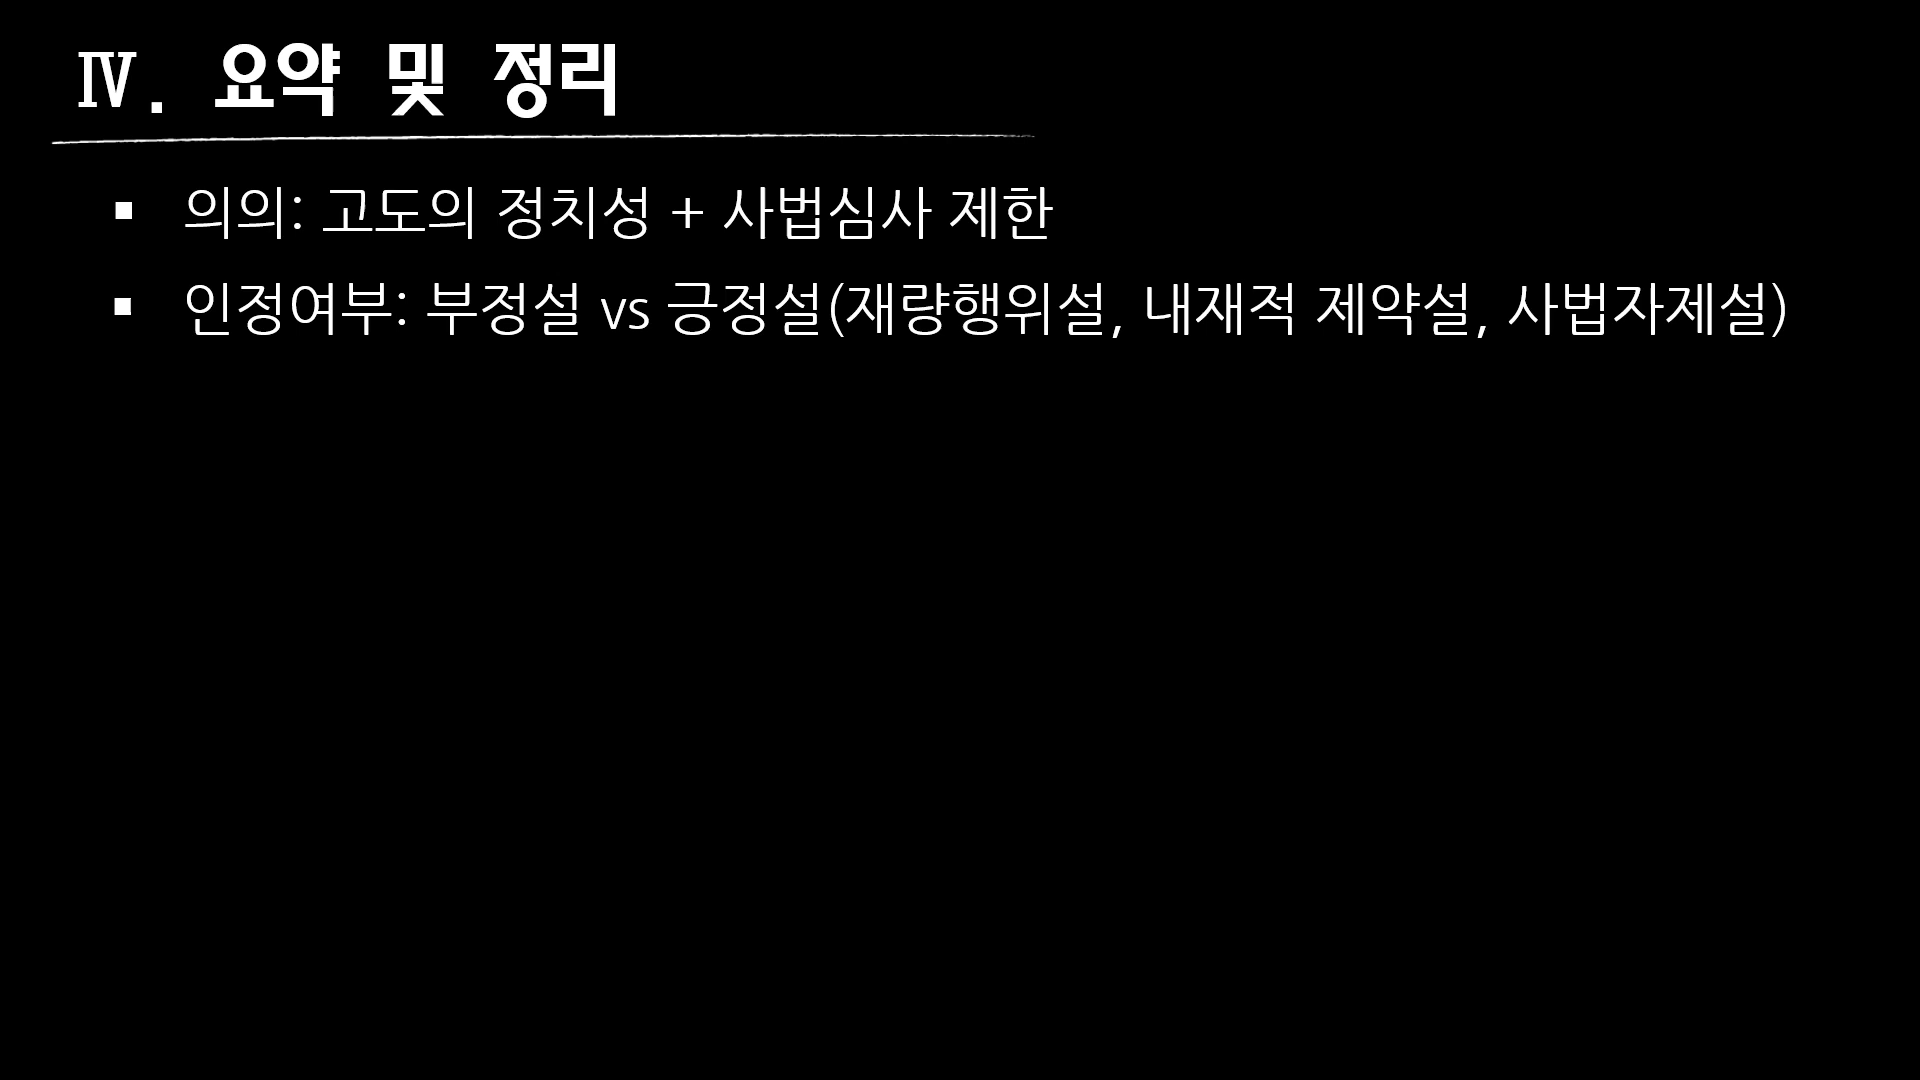 Ⅳ. 요약 및 정리
▪ 의의: 고도의 정치성 + 사법심사 제한
▪ 인정여부: 부정설 vs 긍정설(재량행위설, 내재적 제약설, 사법자제설)